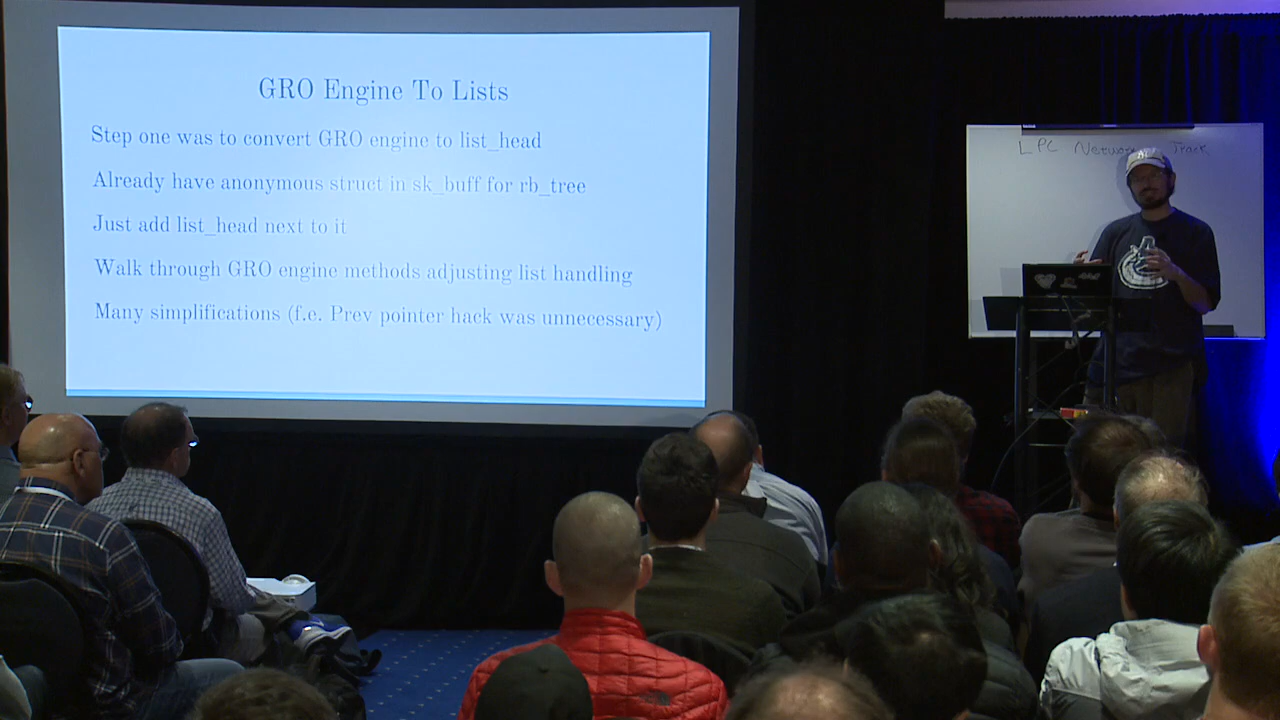 GRO Engine To Lists
Step one was to convert GRO engine to list_head
Already have anonymous struct in sk_buff for rb_tree
Just add list_head next to it
Walk through GRO engine methods adjusting list handling
Many simplifications (f.e. Prev pointer hack was unnecessary)
LPC Network Track